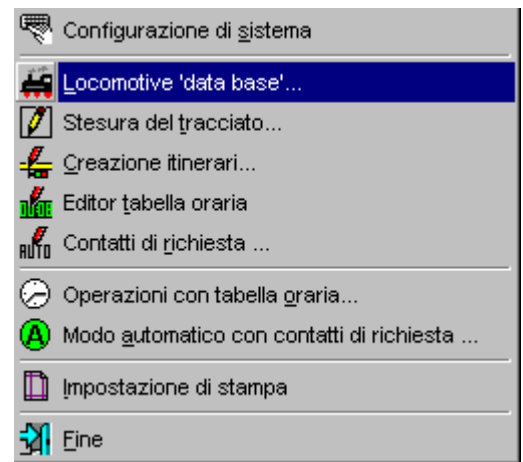 Configurazione di sistema
Locomotive 'data base'...
Stesura del tracciato...
Creazione itinerari...
Editor tabella oraria
AUTO Contatti di richiesta ...
Operazioni con tabella oraria...
A Modo automatico con contatti di richiesta ...
Impostazione di stampa
Fine